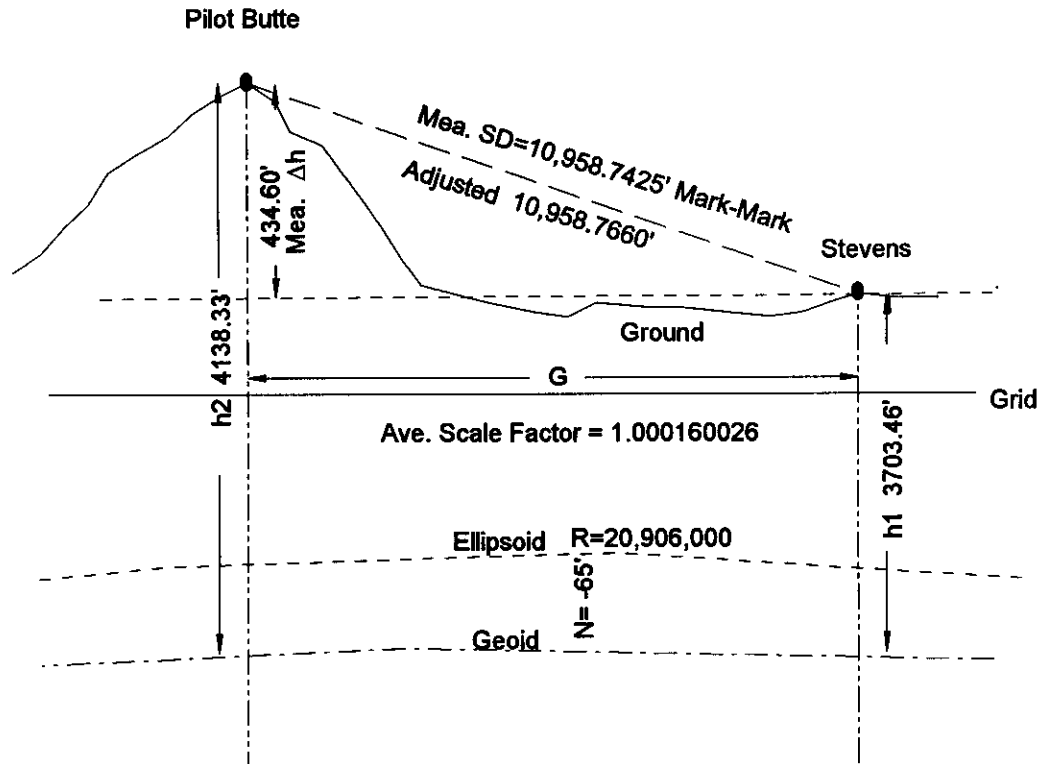 Pilot Butte
Mea. SD=10,958.7425' Mark-Mark
Adjusted 10,958.7660'
434.60'
Mea. Δh
Stevens
Ground
h2 4138.33'
G
Grid
Ave. Scale Factor = 1.000160026
h1 3703.46'
Ellipsoid R=20,906,000
N= -65'
Geoid